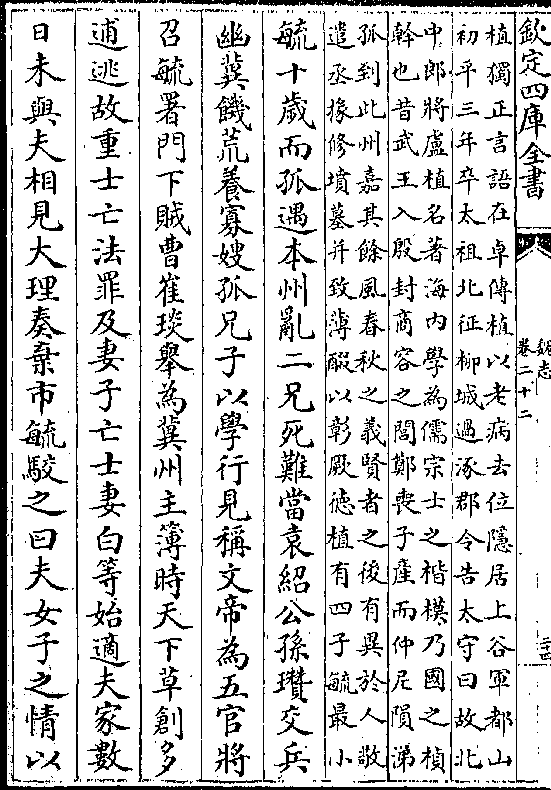 欽定四庫全書
魏志
卷二十二
植獨正言語在卓傳植以老病去位隱居上谷軍都山
初平三年卒太祖北征柳城過涿郡令告太守曰故北
中郎將盧植名著海內學為儒宗士之楷模乃國之楨
幹也昔武王入殷封商容之閭鄭喪子產而仲尼隕涕
孤到此州嘉其餘風春秋之義賢者之後有異於人敬
遣丞掾修墳墓并致薄醊以彰厥德植有四子毓最小
毓十歲而孤遇本州亂二兄死難當袁紹公孫瓚交兵
幽冀饑荒養寡嫂孤兄子以學行見稱文帝為五官將
召毓署門下賊曹崔琰舉為冀州主簿時天下草創多
逋逃故重士亡法罪及妻子亡士妻白等始適夫家數
日未與夫相見大理奏棄市毓駁之曰夫女子之情以